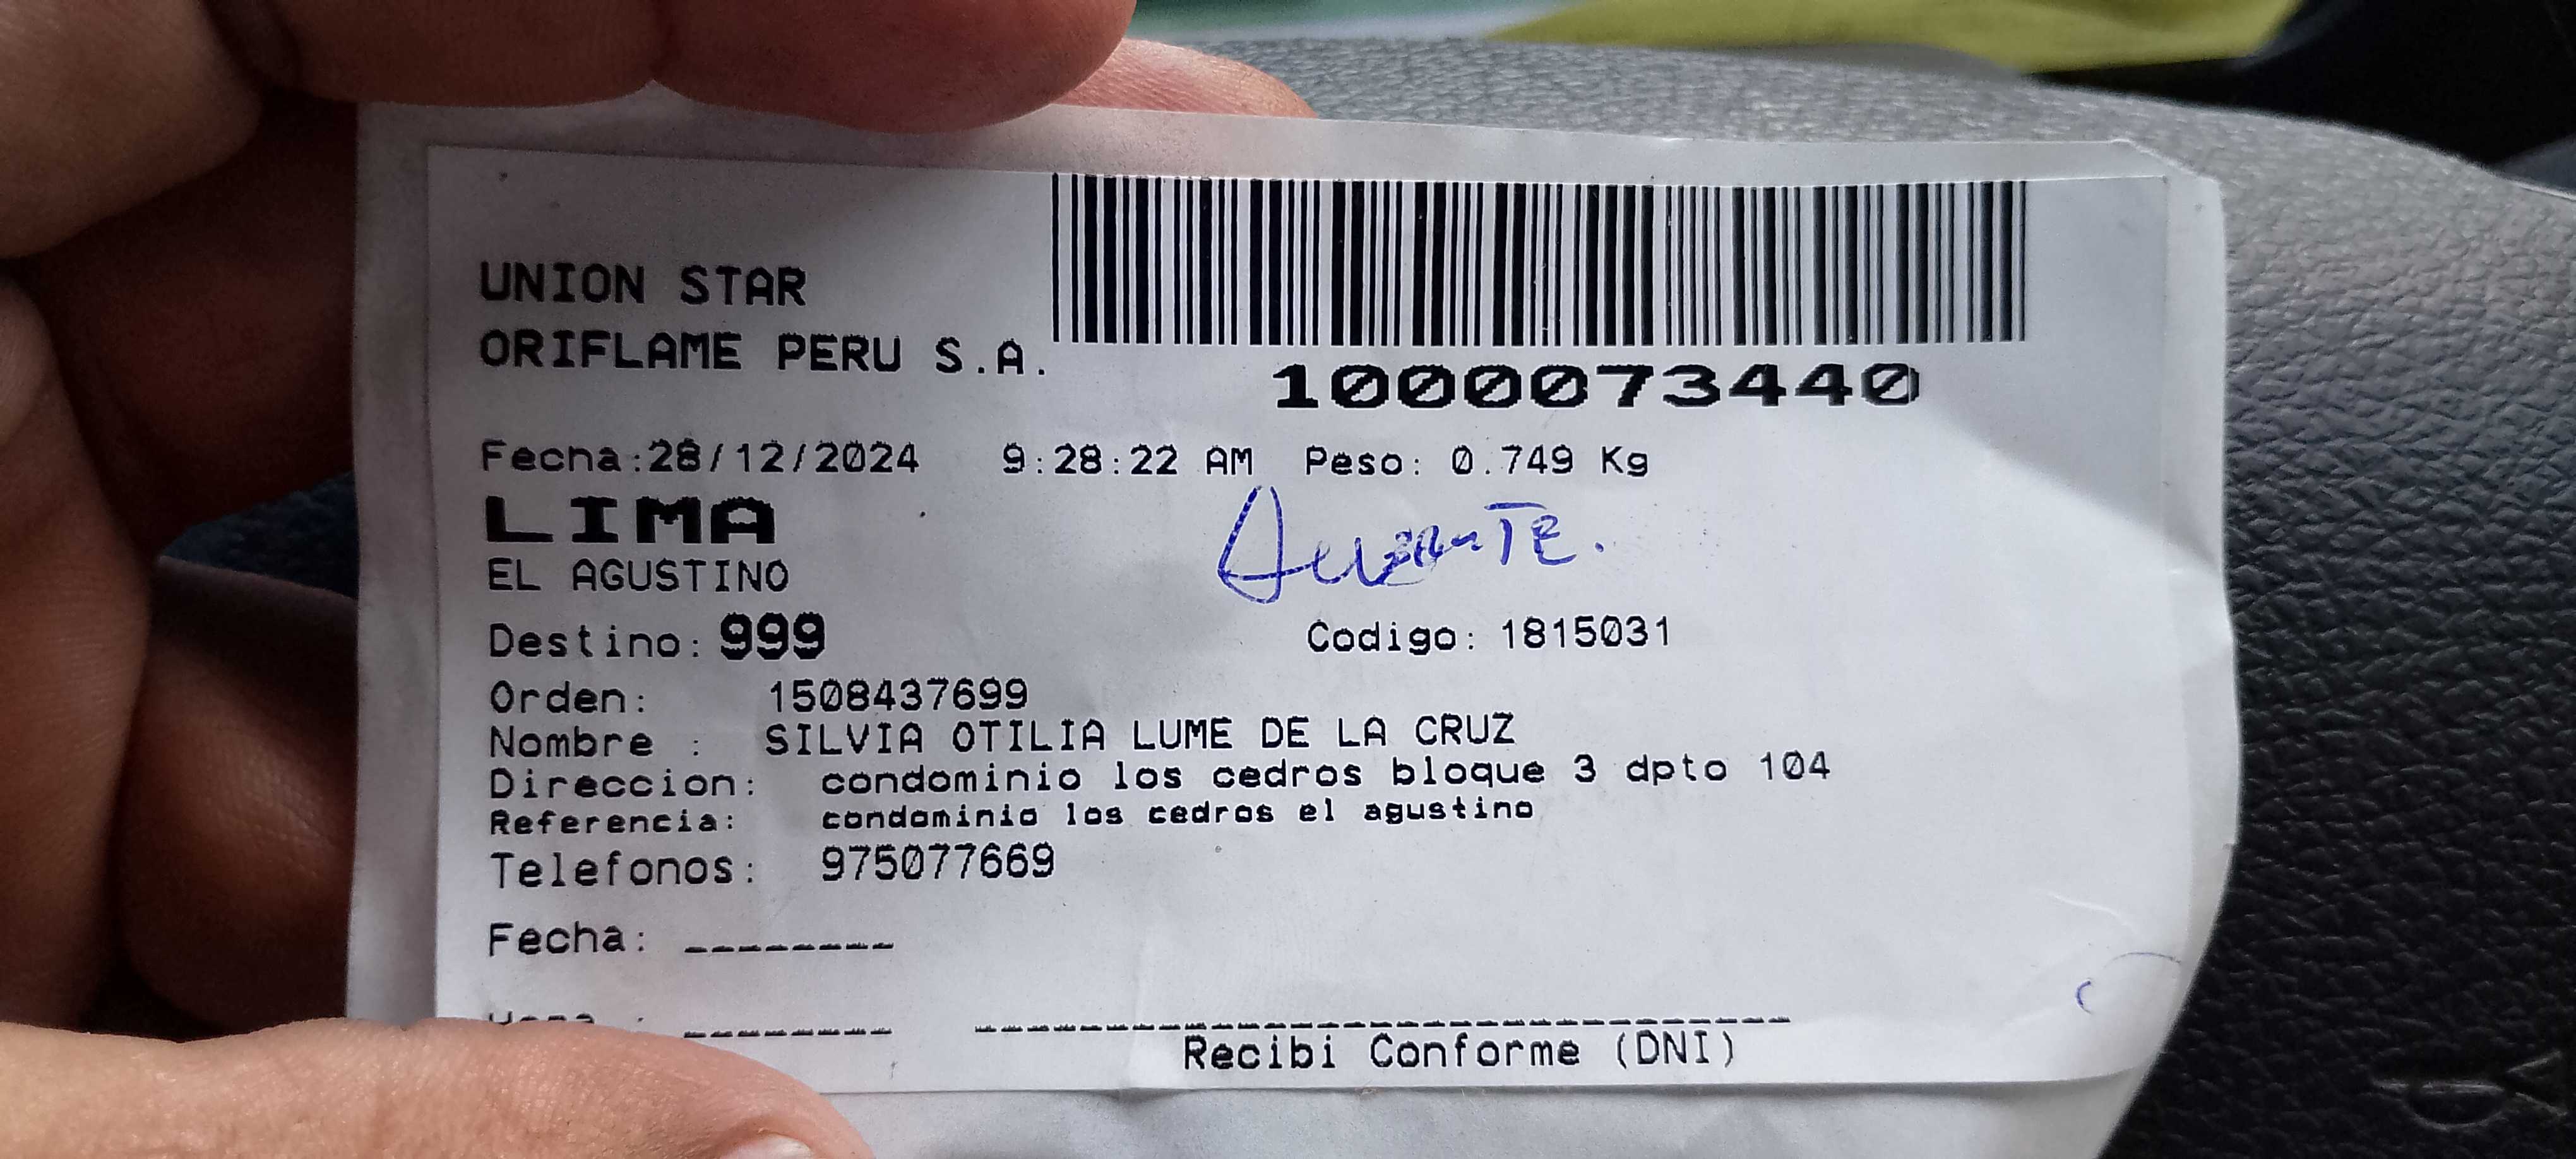 UNION STAR
ORIFLAME PERU S.A.
1000073440
Fecha:28/12/2024 9:28:22 AM Peso: 0.749 Kg
LIMA
EL AGUSTINO
Destino: 999 Codigo: 1815031
Orden: 1508437699
Nombre : SILVIA OTILIA LUME DE LA CRUZ
Direccion: condominio los cedros bloque 3 dpto 104
Referencia: condominio los cedros el agustino
Telefonos: 975077669
Fecha: --------
Recibi Conforme (DNI)